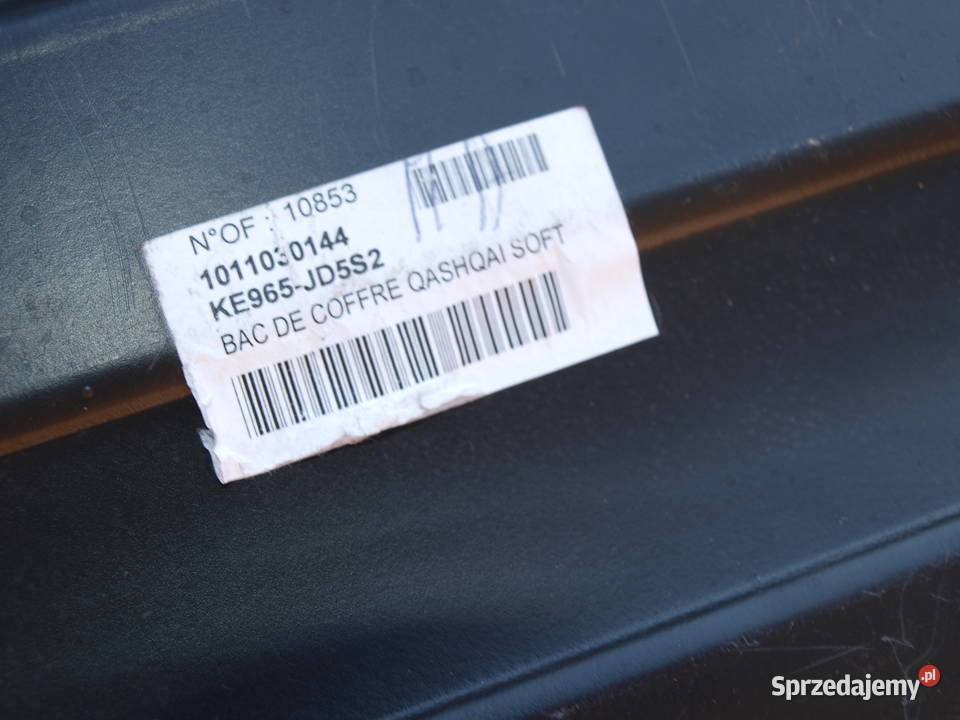 N°OF : 10853
1011030144
KE965-JD5S2
BAC DE COFFRE QASHQAI SOFT
Sprzedajemy.pl